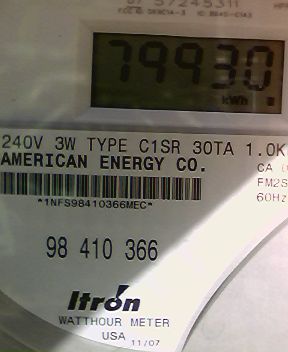 57245311
79930
kWh
240V 3W TYPE C1SR 30TA 1.0K
AMERICAN ENERGY CO.
CA
FM2S
60Hz
*1NFS98410366MEC*
98 410 366
Itron
WATTHOUR METER
USA 11/07